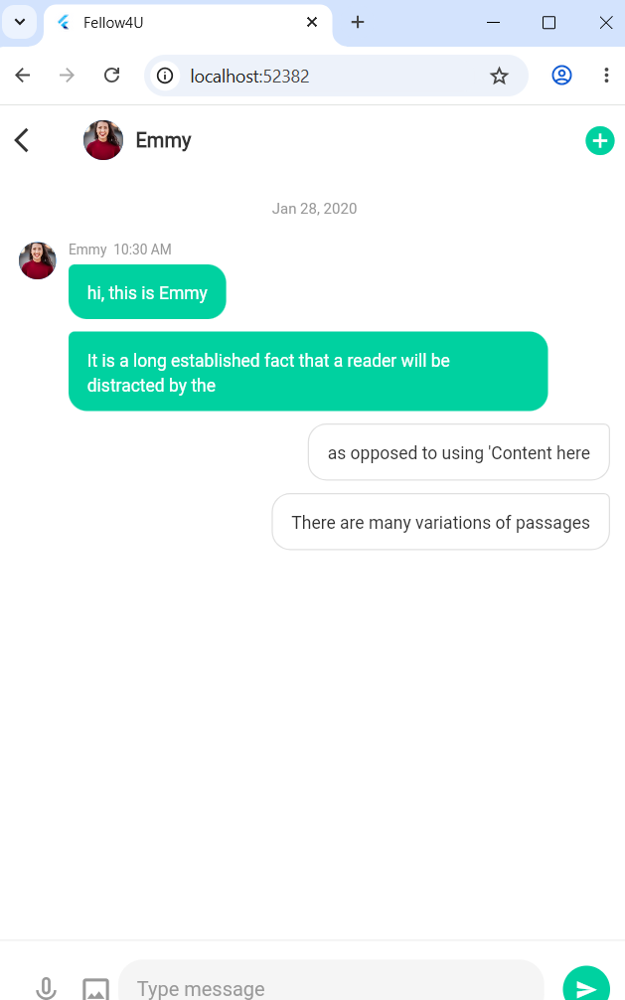 Fellow4U
localhost:52382
Emmy
Jan 28, 2020
Emmy 10:30 AM
hi, this is Emmy
It is a long established fact that a reader will be
distracted by the
as opposed to using 'Content here
There are many variations of passages
Type message